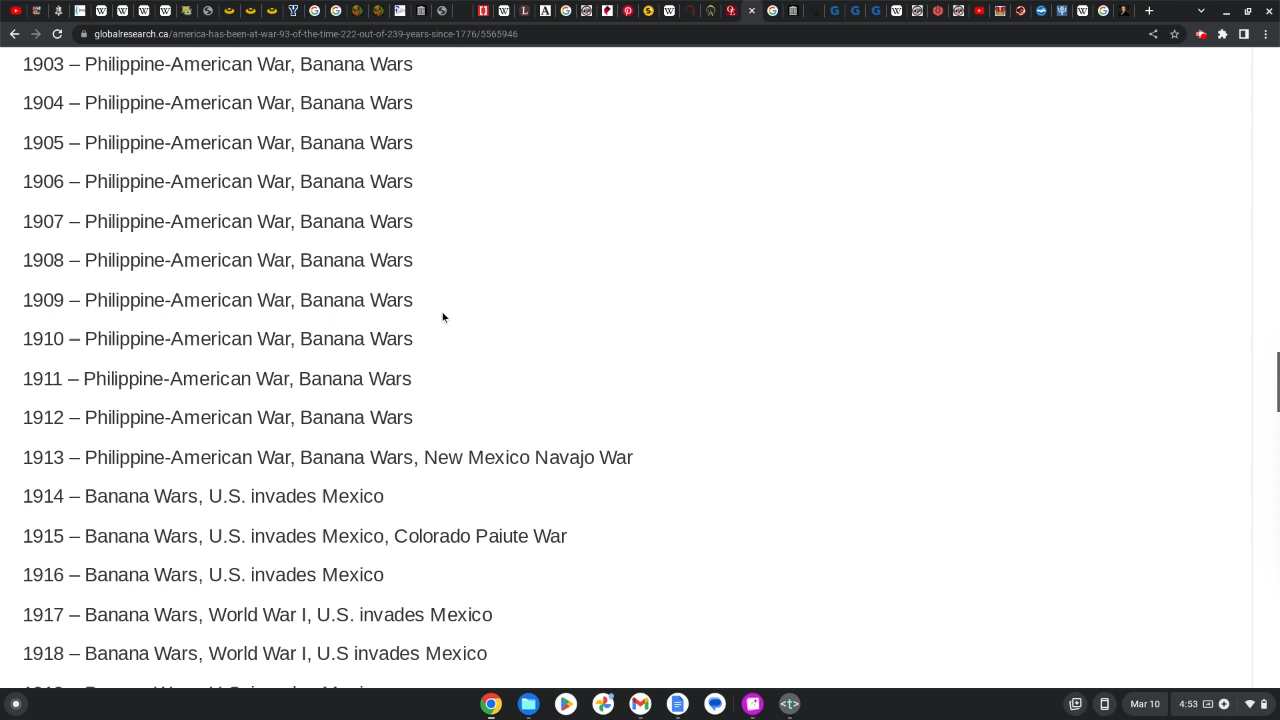 globalresearch.ca/america-has-been-at-war-93-of-the-time-222-out-of-239-years-since-1776/5565946
1903 – Philippine-American War, Banana Wars
1904 – Philippine-American War, Banana Wars
1905 – Philippine-American War, Banana Wars
1906 – Philippine-American War, Banana Wars
1907 – Philippine-American War, Banana Wars
1908 – Philippine-American War, Banana Wars
1909 – Philippine-American War, Banana Wars
1910 – Philippine-American War, Banana Wars
1911 – Philippine-American War, Banana Wars
1912 – Philippine-American War, Banana Wars
1913 – Philippine-American War, Banana Wars, New Mexico Navajo War
1914 – Banana Wars, U.S. invades Mexico
1915 – Banana Wars, U.S. invades Mexico, Colorado Paiute War
1916 – Banana Wars, U.S. invades Mexico
1917 – Banana Wars, World War I, U.S. invades Mexico
1918 – Banana Wars, World War I, U.S invades Mexico
Mar 10 4:53